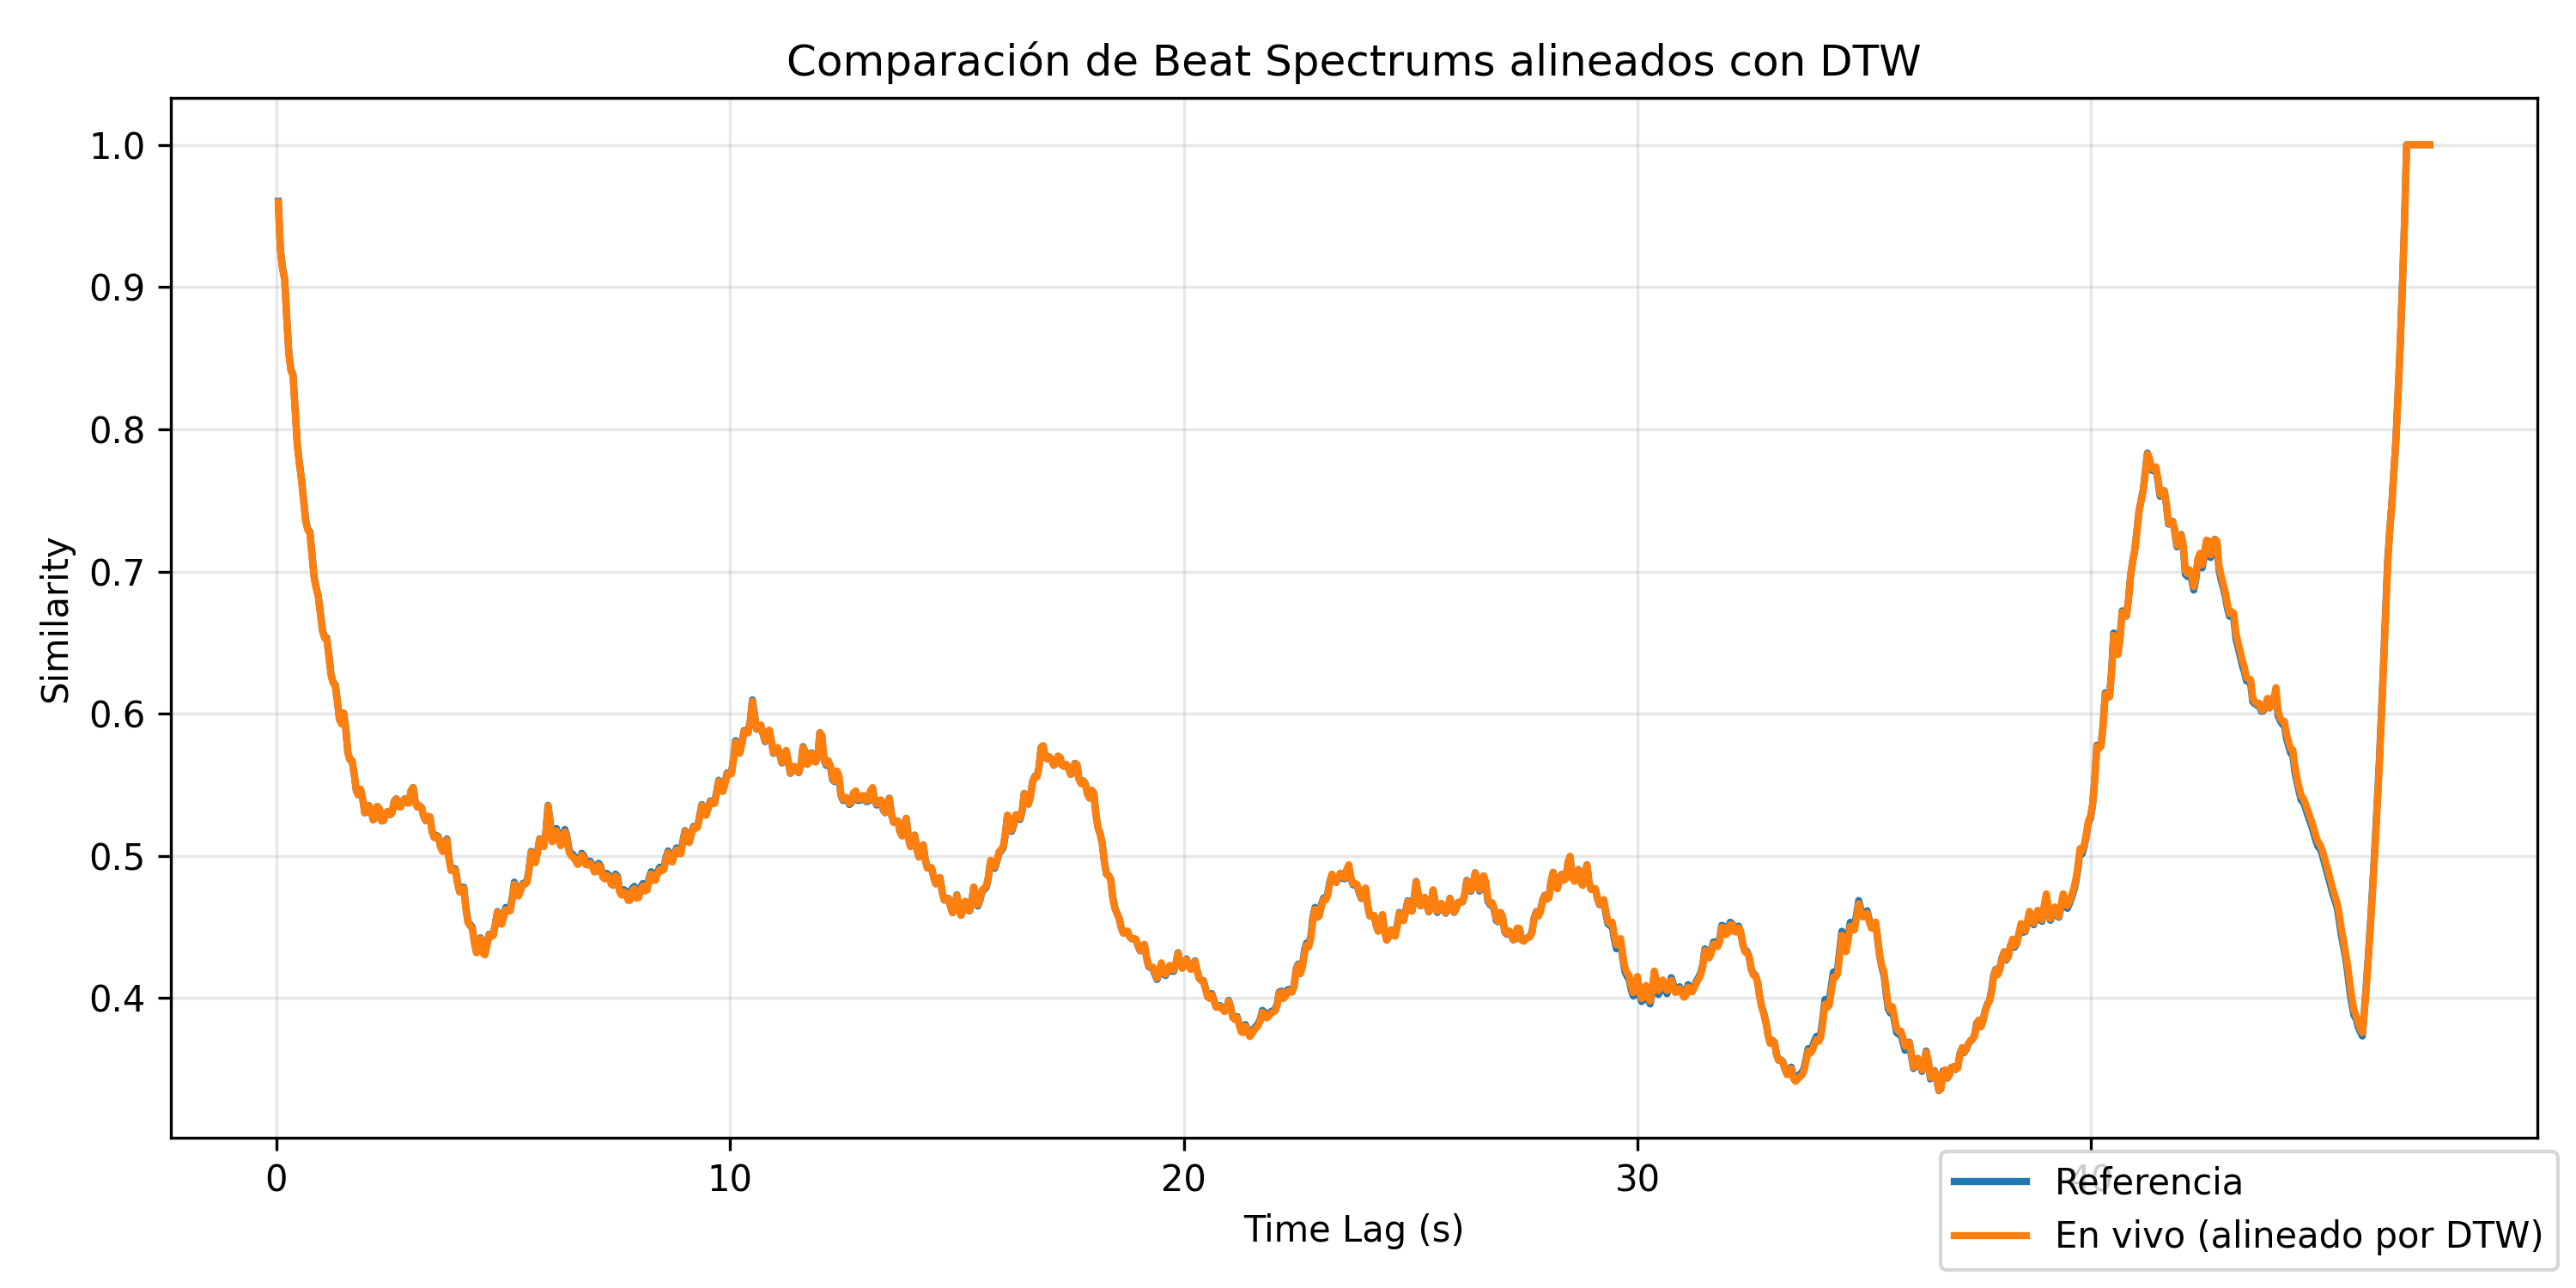 Comparación de Beat Spectrums alineados con DTW
Similarity
1.0
0.9
0.8
0.7
0.6
0.5
0.4
0 10 20 30 40
Time Lag (s)
Referencia
En vivo (alineado por DTW)